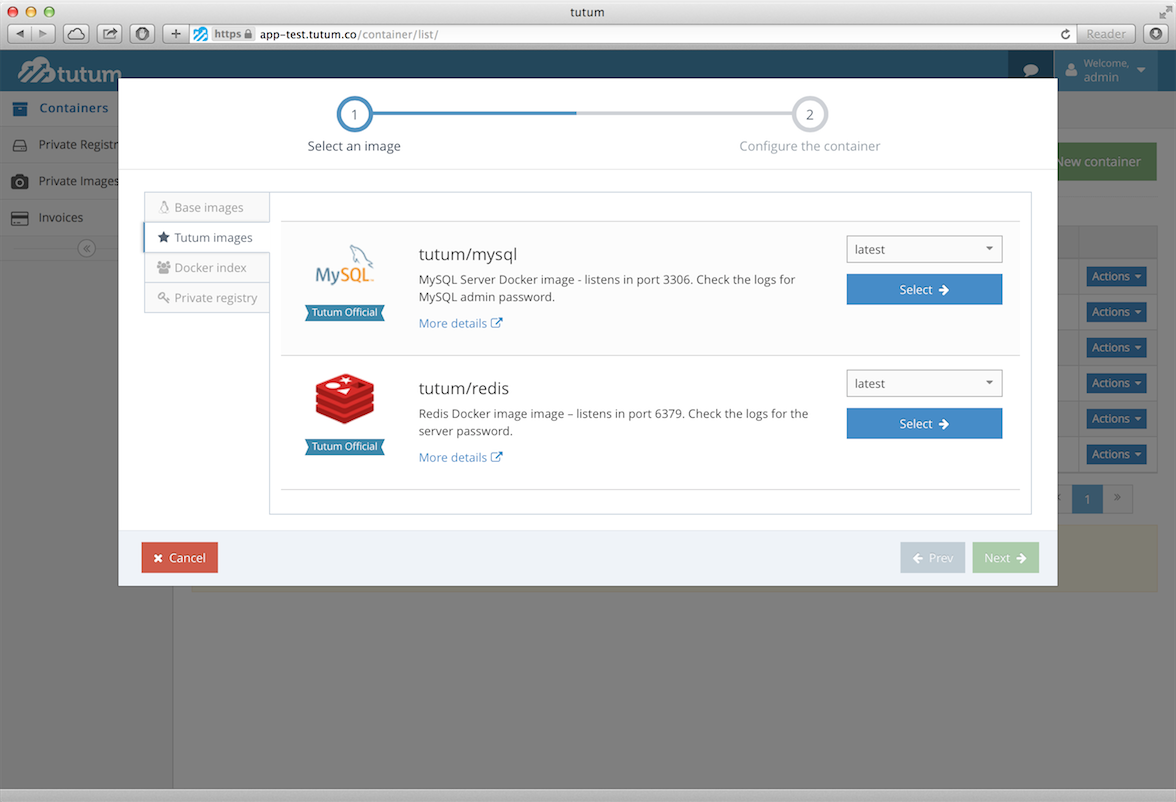 tutum
https app-test.tutum.co/container/list/
Reader
tutum
Welcome,
admin
Containers
Private Registr
Private Images
Invoices
1
2
Select an image
Configure the container
New container
Base images
Tutum images
Docker index
Private registry
MySQL
Tutum Official
tutum/mysql
MySQL Server Docker image - listens in port 3306. Check the logs for
MySQL admin password.
More details
latest
Select
Tutum Official
tutum/redis
Redis Docker image image – listens in port 6379. Check the logs for the
server password.
More details
latest
Select
Actions
Actions
Actions
Actions
Actions
Actions
«
1
»
Cancel
Prev
Next